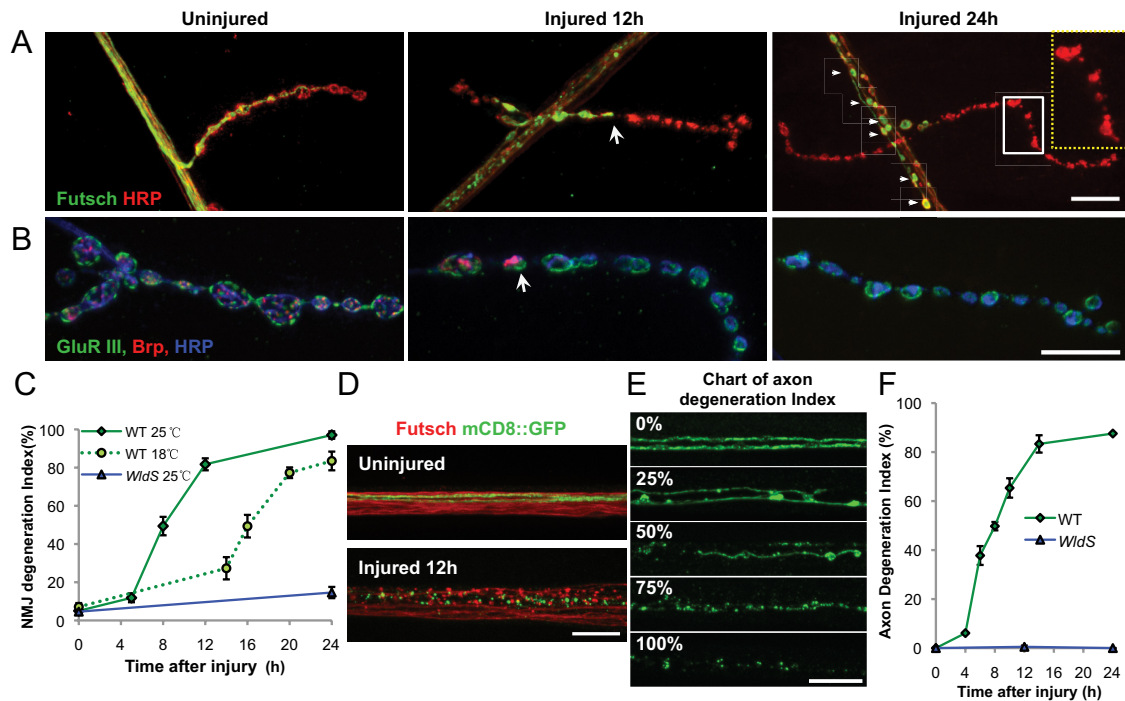 Uninjured
Injured 12h
Injured 24h
A
Futsch HRP
B
GluR III, Brp, HRP
C
NMJ degeneration Index(%)
100
80
60
40
20
0
WT 25℃
WT 18℃
WldS 25℃
0 4 8 12 16 20 24
Time after injury (h)
D
Futsch mCD8::GFP
Uninjured
Injured 12h
E
Chart of axon
degeneration Index
0%
25%
50%
75%
100%
F
Axon Degeneration Index (%)
100
80
60
40
20
0
WT
WldS
0 4 8 12 14 24
Time after injury (h)